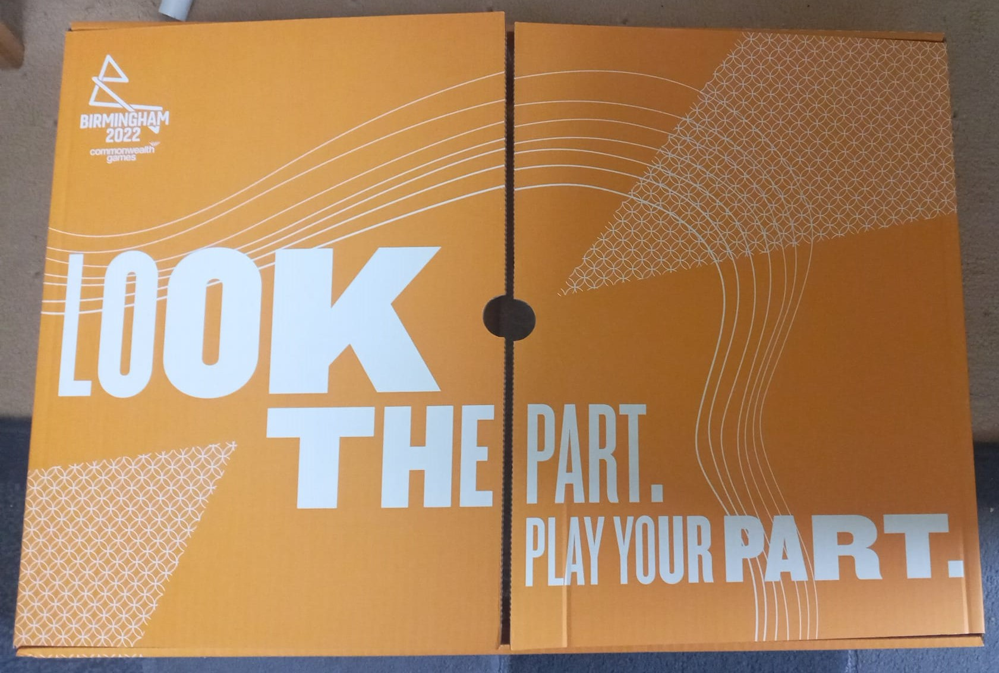 BIRMINGHAM
2022
commonwealth
games
LOOK
THE PART.
PLAY YOUR PART.